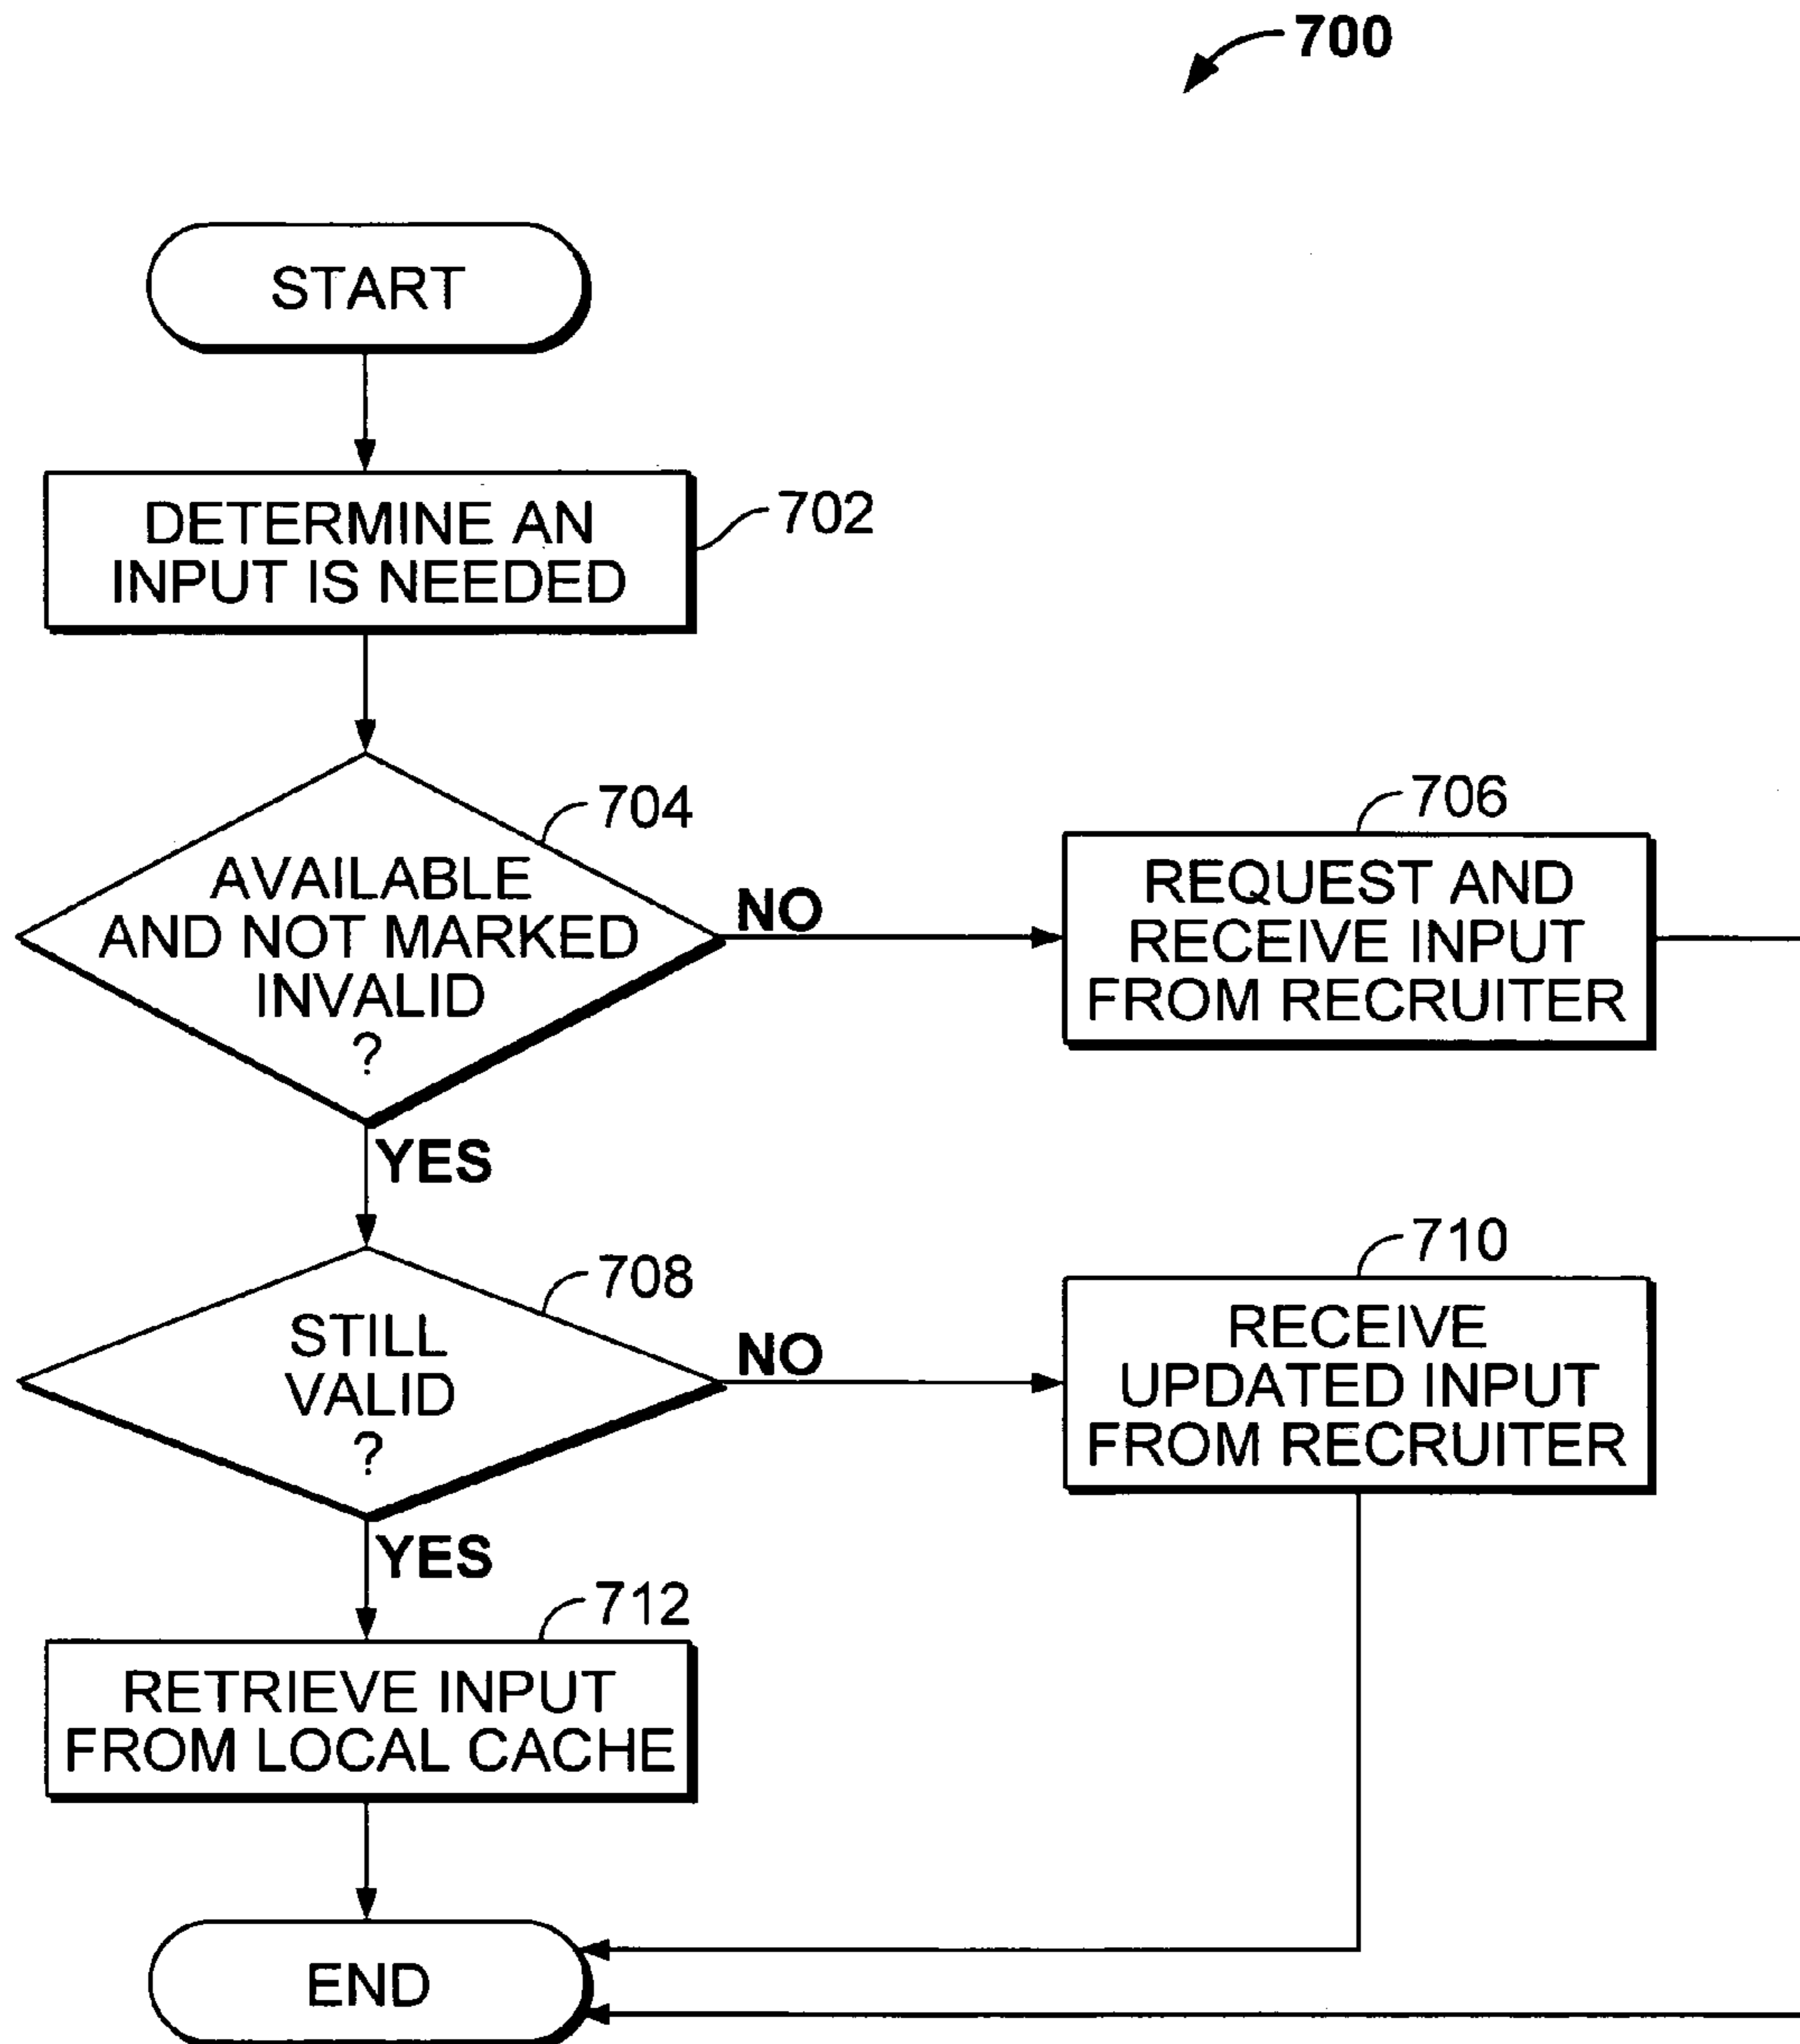 700
START
DETERMINE AN
INPUT IS NEEDED
702
704
AVAILABLE
AND NOT MARKED
INVALID
?
NO
706
REQUEST AND
RECEIVE INPUT
FROM RECRUITER
YES
708
STILL
VALID
?
NO
710
RECEIVE
UPDATED INPUT
FROM RECRUITER
YES
712
RETRIEVE INPUT
FROM LOCAL CACHE
END